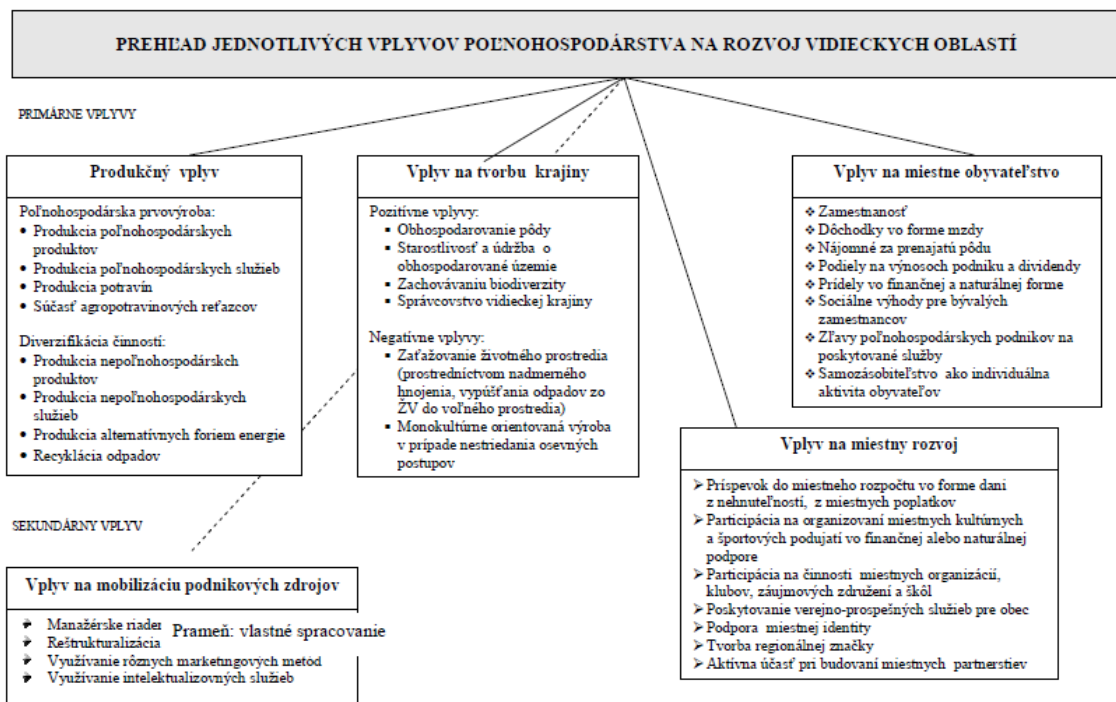 PREHĽAD JEDNOTLIVÝCH VPLYVOV POĽNOHOSPODÁRSTVA NA ROZVOJ VIDIECKYCH OBLASTÍ
PRIMÁRNE VPLYVY
Produkčný vplyv
Poľnohospodárska prvovýroba:
• Produkcia poľnohospodárskych
produktov
• Produkcia poľnohospodárskych služieb
• Produkcia potravín
• Súčasť agropotravinových reťazcov
Diverzifikácia činností:
• Produkcia nepoľnohospodárskch
produktov
• Produkcia nepoľnohospodárskych
služieb
• Produkcia alternatívnych foriem energie
• Recyklácia odpadov
Vplyv na tvorbu krajiny
Pozitívne vplyvy:
▪ Obhospodarovanie pôdy
▪ Starostlivosť a údržba o
obhospodarované územie
▪ Zachovávaniu biodiverzity
▪ Správcovstvo vidieckej krajiny
Negatívne vplyvy:
▪ Zaťažovanie životného prostredia
(prostredníctvom nadmerného
hnojenia, vypúšťania odpadov zo
ŽV do voľného prostredia)
▪ Monokultúrne orientovaná výroba
v prípade nestriedania osevných
postupov
Vplyv na miestne obyvateľstvo
❖ Zamestnanosť
❖ Dôchodky vo forme mzdy
❖ Nájomné za prenajatú pôdu
❖ Podiely na výnosoch podniku a dividendy
❖ Prídely vo finančnej a naturálnej forme
❖ Sociálne výhody pre bývalých
zamestnancov
❖ Zľavy poľnohospodárskych podnikov na
poskytované služby
❖ Samozásobiteľstvo ako individuálna
aktivita obyvateľov
Vplyv na miestny rozvoj
➢ Príspevok do miestneho rozpočtu vo forme dani
z nehnuteľností, z miestnych poplatkov
➢ Participácia na organizovaní miestnych kultúrnych
a športových podujatí vo finančnej alebo naturálnej
podpore
➢ Participácia na činnosti miestnych organizácií,
klubov, záujmových združení a škôl
➢ Poskytovanie verejno-prospešných služieb pre obec
➢ Podpora miestnej identity
➢ Tvorba regionálnej značky
➢ Aktívna účasť pri budovaní miestnych partnerstiev
SEKUNDÁRNY VPLYV
Vplyv na mobilizáciu podnikových zdrojov
Manažérske
Reštrukturalizácia
Využívanie rôznych marketingových metód
Využívanie intelektualizovných služieb
Prameň: vlastné spracovanie